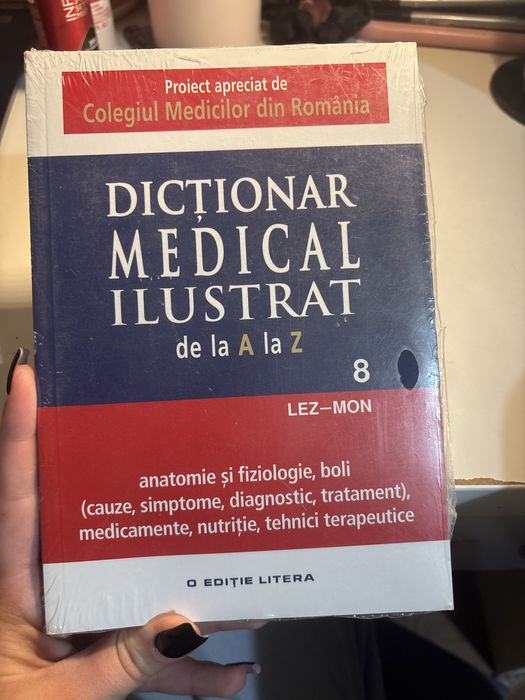 Proiect apreciat de
Colegiul Medicilor din România
DICȚIONAR
MEDICAL
ILUSTRAT
de la A la Z
8
LEZ–MON
anatomie și fiziologie, boli
(cauze, simptome, diagnostic, tratament),
medicamente, nutriție, tehnici terapeutice
O EDIȚIE LITERA